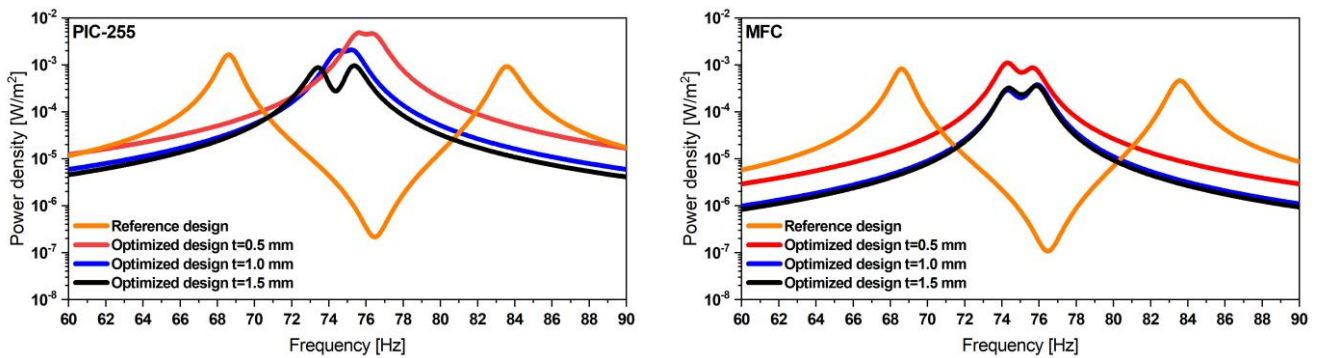 PIC-255
Power density [W/m²]
10⁻²
10⁻³
10⁻⁴
10⁻⁵
10⁻⁶
10⁻⁷
10⁻⁸
Reference design
Optimized design t=0.5 mm
Optimized design t=1.0 mm
Optimized design t=1.5 mm
60 62 64 66 68 70 72 74 76 78 80 82 84 86 88 90
Frequency [Hz]
MFC
Power density [W/m²]
10⁻²
10⁻³
10⁻⁴
10⁻⁵
10⁻⁶
10⁻⁷
10⁻⁸
Reference design
Optimized design t=0.5 mm
Optimized design t=1.0 mm
Optimized design t=1.5 mm
60 62 64 66 68 70 72 74 76 78 80 82 84 86 88 90
Frequency [Hz]